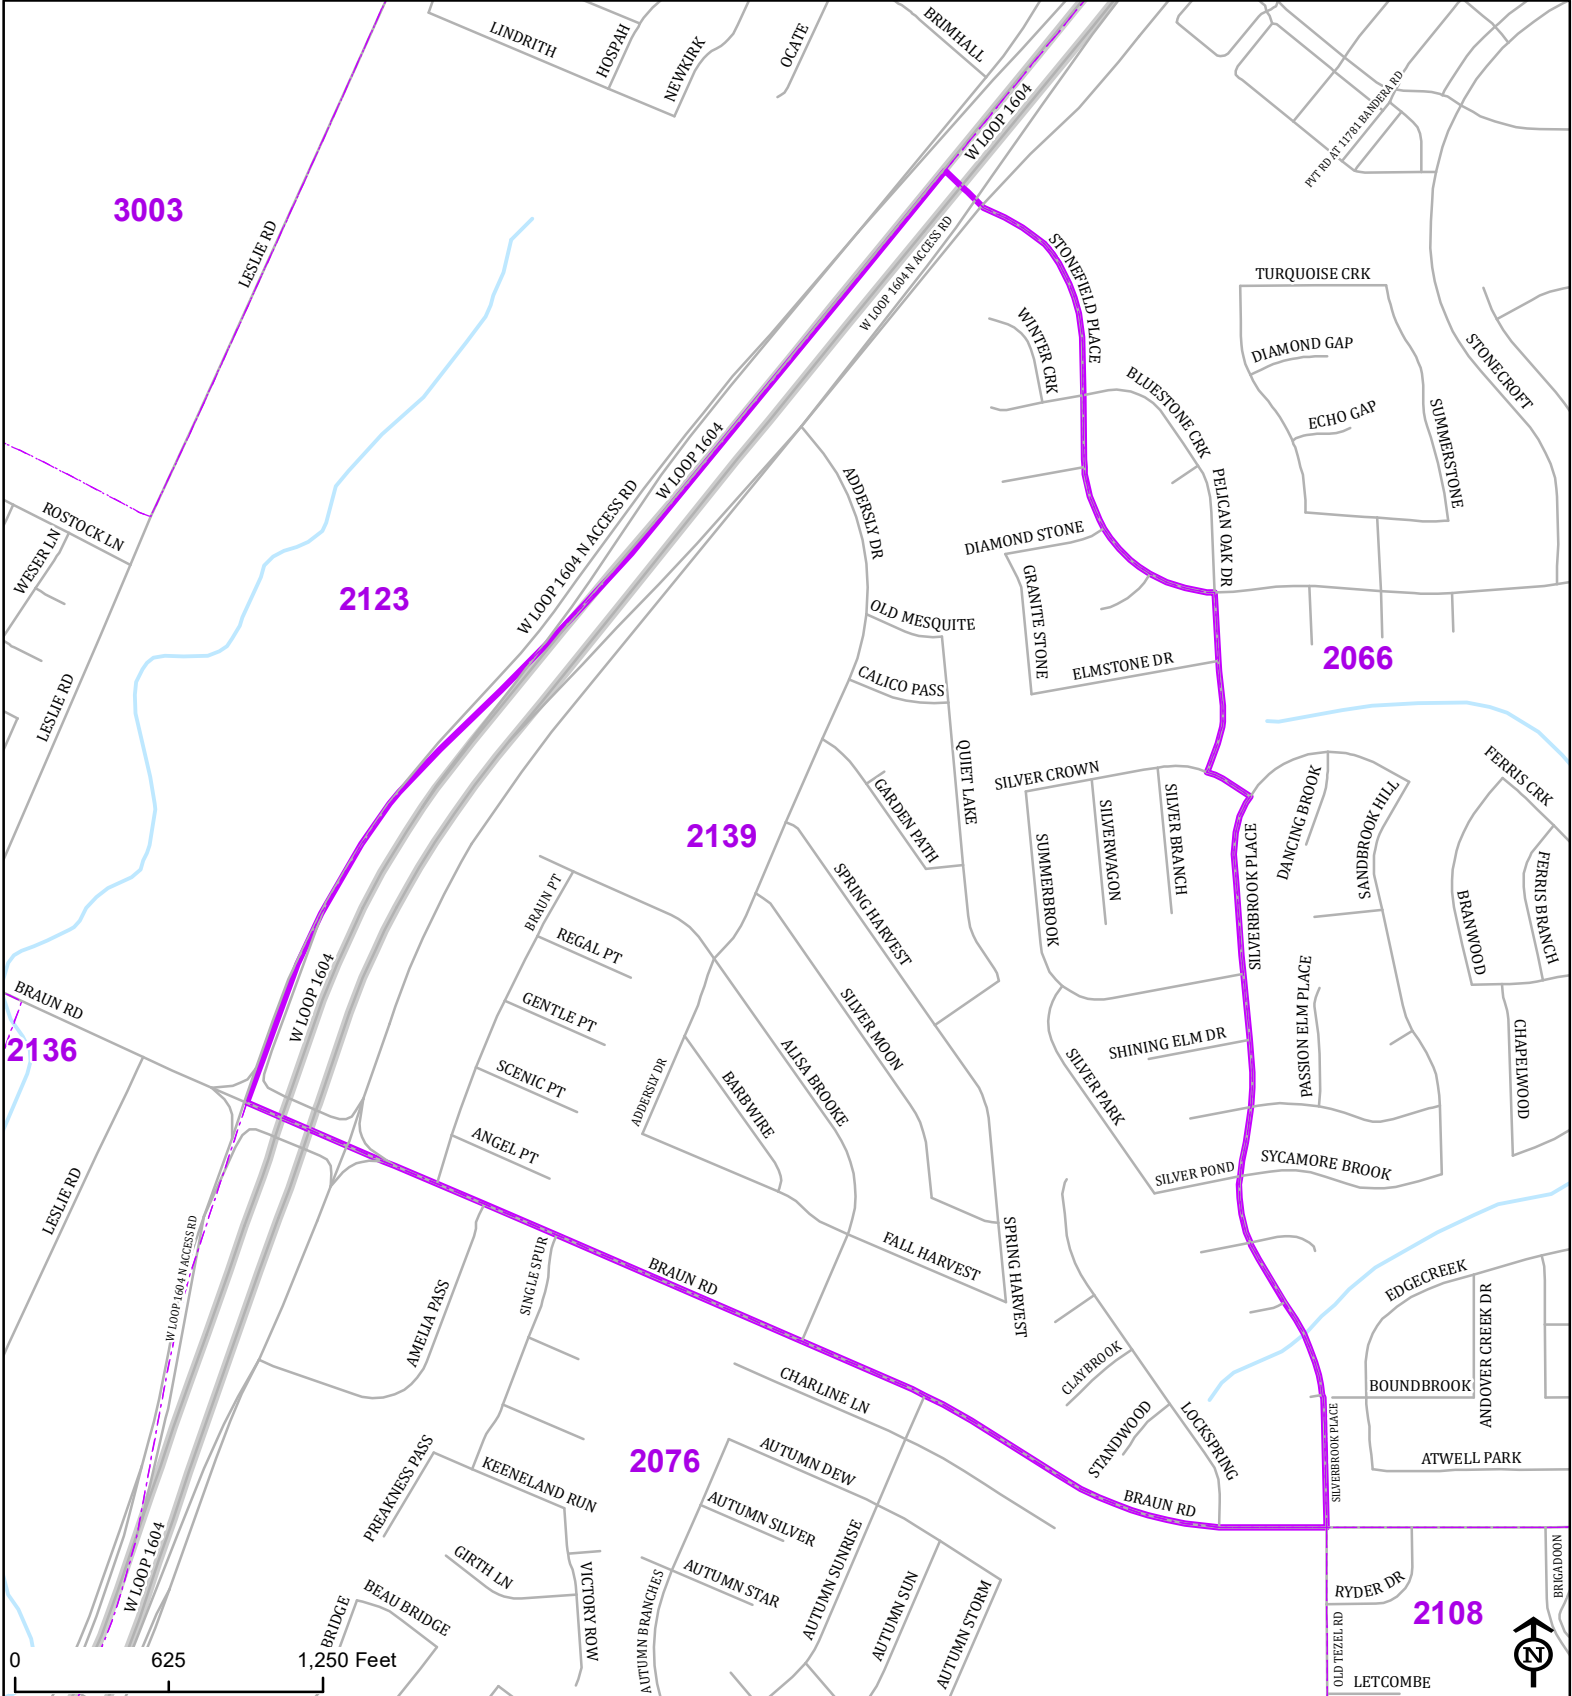 LINDRITH
HOSPAH
NEWKIRK
OCATE
BRIMHALL
W LOOP 1604
PVT RD AT 11781 BANDERA RD
3003
LESLIE RD
W LOOP 1604 N ACCESS RD
STONEFIELD PLACE
TURQUOISE CRK
WINTER CRK
DIAMOND GAP
STONECROFT
BLUESTONE CRK
ECHO GAP
SUMMERSTONE
W LOOP 1604
ADDERSLY DR
PELICAN OAK DR
ROSTOCK LN
WESER LN
W LOOP 1604 N ACCESS RD
DIAMOND STONE
GRANITE STONE
2123
OLD MESQUITE
ELMSTONE DR
2066
CALICO PASS
LESLIE RD
QUIET LAKE
SILVER CROWN
FERRIS CRK
GARDEN PATH
SILVERWAGON
SILVER BRANCH
DANCING BROOK
SANDBROOK HILL
2139
SUMMERBROOK
SILVERBROOK PLACE
FERRIS BRANCH
BRANWOOD
BRAUN PT
SPRING HARVEST
REGAL PT
W LOOP 1604
BRAUN RD
GENTLE PT
SILVER MOON
PASSION ELM PLACE
2136
SHINING ELM DR
CHAPELWOOD
SCENIC PT
ADDERSLY DR
BARBWIRE
ALISA BROOKE
SILVER PARK
ANGEL PT
SILVER POND
SYCAMORE BROOK
LESLIE RD
W LOOP 1604 N ACCESS RD
SINGLE SPUR
BRAUN RD
FALL HARVEST
SPRING HARVEST
EDGECREEK
ANDOVER CREEK DR
AMELIA PASS
CLAYBROOK
CHARLINE LN
BOUNDBROOK
STANDWOOD
LOCKSPRING
SILVERBROOK PLACE
2076
AUTUMN DEW
ATWELL PARK
PREAKNESS PASS
KEENELAND RUN
BRAUN RD
AUTUMN SILVER
W LOOP 1604
GIRTH LN
VICTORY ROW
AUTUMN STAR
AUTUMN SUNRISE
AUTUMN BRANCHES
AUTUMN SUN
AUTUMN STORM
RYDER DR
BRIGADOON
2108
OLD TEZEL RD
BEAU BRIDGE
BRIDGE
LETCOMBE
N
0 625 1,250 Feet